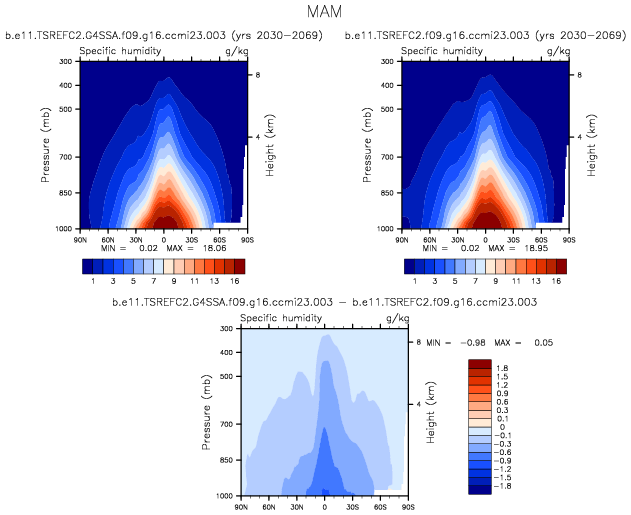 MAM
b.e11.TSREFC2.G4SSA.f09.g16.ccmi23.003 (yrs 2030-2069)
Specific humidity g/kg
300
400
500
700
850
1000
Pressure (mb)
8
4
Height (km)
90N 60N 30N 0 30S 60S 90S
MIN = 0.02 MAX = 18.06
1 3 5 7 9 11 13 16
b.e11.TSREFC2.f09.g16.ccmi23.003 (yrs 2030-2069)
Specific humidity g/kg
300
400
500
700
850
1000
Pressure (mb)
8
4
Height (km)
90N 60N 30N 0 30S 60S 90S
MIN = 0.02 MAX = 18.95
1 3 5 7 9 11 13 16
b.e11.TSREFC2.G4SSA.f09.g16.ccmi23.003 - b.e11.TSREFC2.f09.g16.ccmi23.003
Specific humidity g/kg
300
400
500
700
850
1000
Pressure (mb)
8
4
Height (km)
90N 60N 30N 0 30S 60S 90S
MIN = -0.98 MAX = 0.05
1.8
1.5
1.2
0.9
0.6
0.3
0.1
0
-0.1
-0.3
-0.6
-0.9
-1.2
-1.5
-1.8